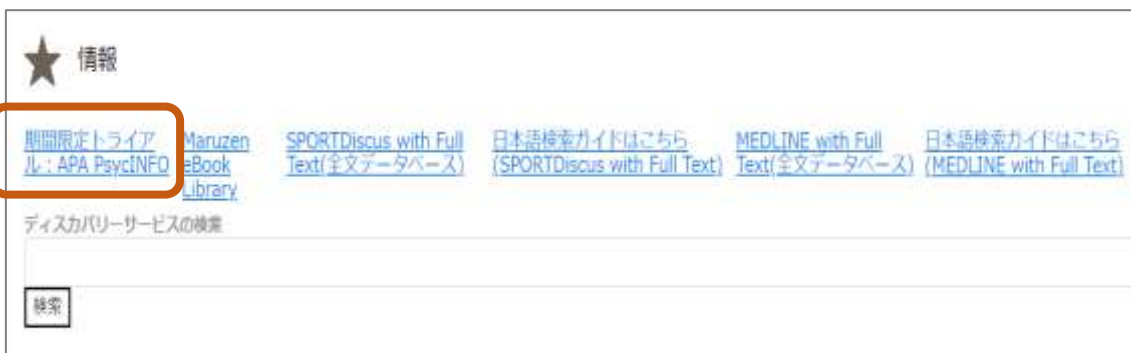 情報
期間限定トライア
ル：APA PsycINFO
Maruzen
eBook
Library
SPORTDiscus with Full
Text(全文データベース)
日本語検索ガイドはこちら
(SPORTDiscus with Full Text)
MEDLINE with Full
Text(全文データベース)
日本語検索ガイドはこちら
(MEDLINE with Full Text)
ディスカバリーサービスの検索
検索